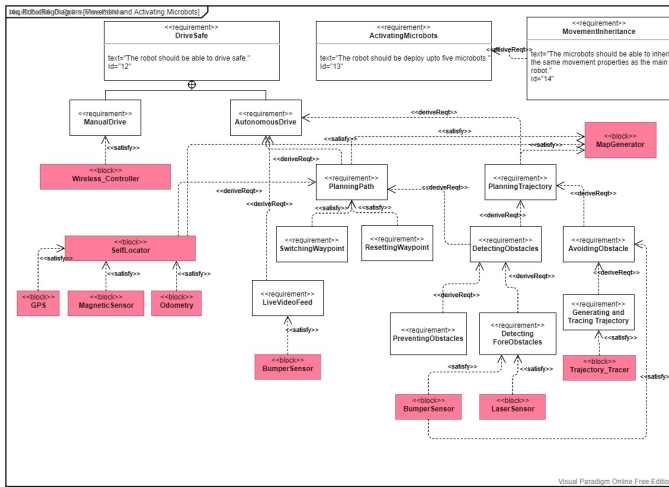 [Movement and Activating Microbots]
<<requirement>>
DriveSafe
text="The robot should be able to drive safe."
Id="12"
<<requirement>>
ActivatingMicrobots
text="The robot should be able to deploy upto five microbots."
Id="13"
<<deriveReqt>>
<<requirement>>
MovementInheritance
text="The microbots should be able to inheri
the same movement properties as the main
robot."
Id="14"
<<requirement>>
ManualDrive
<<requirement>>
AutonomousDrive
<<deriveReqt>>
<<satisfy>>
<<block>>
MapGenerator
<<satisfy>>
<<satisfy>>
<<deriveReqt>>
<<satisfy>>
<<block>>
Wireless_Controller
<<requirement>>
PlanningPath
<<requirement>>
PlanningTrajectory
<<deriveReqt>>
<<deriveReqt>>
<<deriveReqt>>
<<satisfy>>
<<satisfy>>
<<deriveReqt>>
<<deriveReqt>>
<<block>>
SelfLocator
<<requirement>>
SwitchingWaypoint
<<requirement>>
ResettingWaypoint
<<requirement>>
DetectingObstacles
<<requirement>>
AvoidingObstacle
<<satisfy>>
<<satisfy>>
<<satisfy>>
<<deriveReqt>>
<<deriveReqt>>
<<block>>
GPS
<<block>>
MagneticSensor
<<block>>
Odometry
<<requirement>>
LiveVideoFeed
<<requirement>>
Generating and
Tracing Trajectory
<<requirement>>
PreventingObstacles
<<requirement>>
Detecting
ForeObstacles
<<satisfy>>
<<satisfy>>
<<block>>
BumperSensor
<<satisfy>>
<<satisfy>>
<<block>>
Trajectory_Tracer
<<satisfy>>
<<block>>
BumperSensor
<<block>>
LaserSensor
Visual Paradigm Online Free Editio